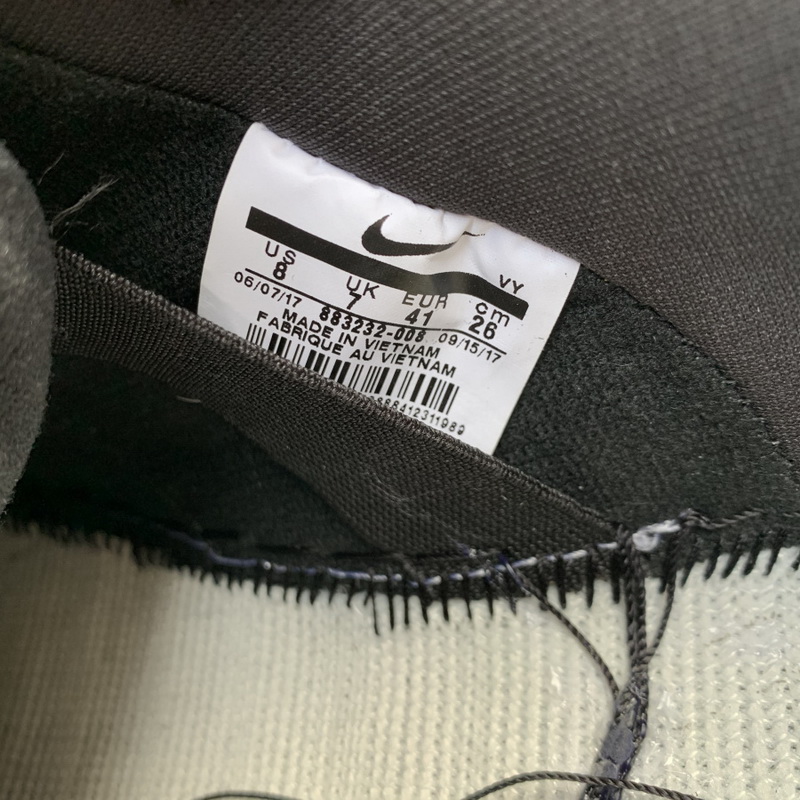 VY
US UK EUR cm
8 7 41 26
06/07/17 883232-008 09/15/17
MADE IN VIETNAM
FABRIQUE AU VIETNAM
888412311989